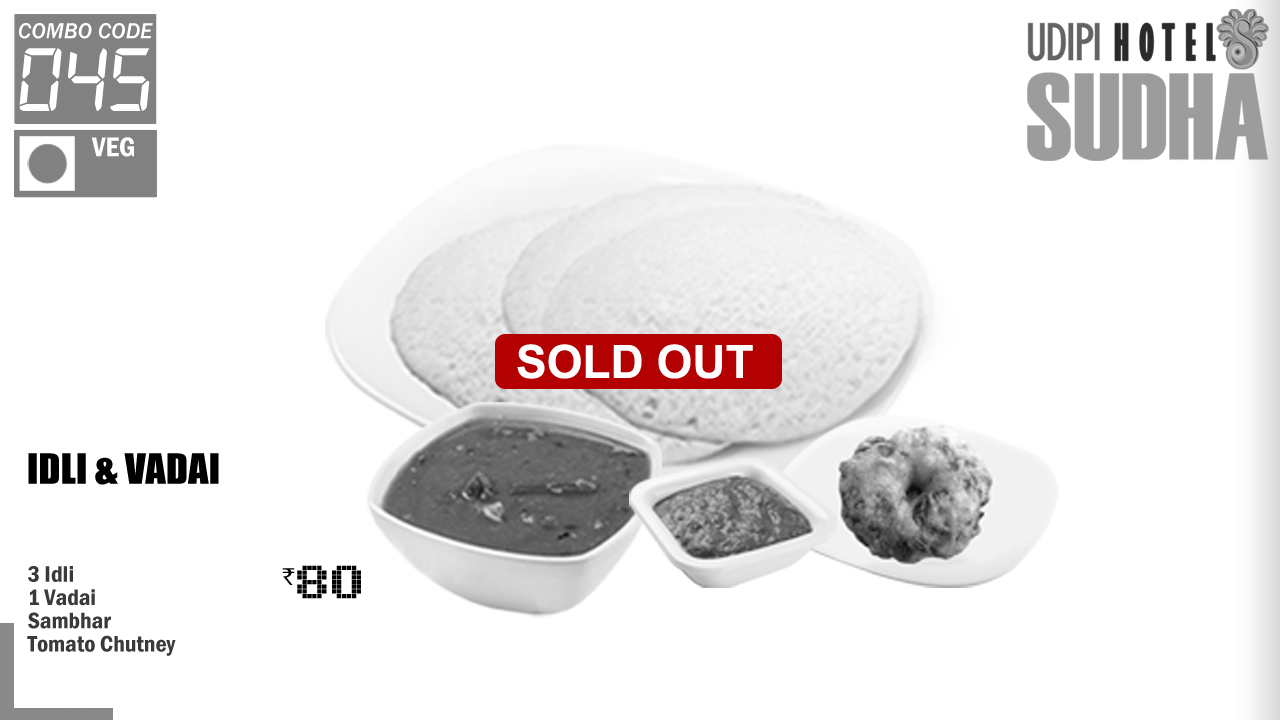 COMBO CODE
045
VEG
UDIPI HOTEL
SUDHA
SOLD OUT
IDLI & VADAI
3 Idli
1 Vadai
Sambhar
Tomato Chutney
₹80